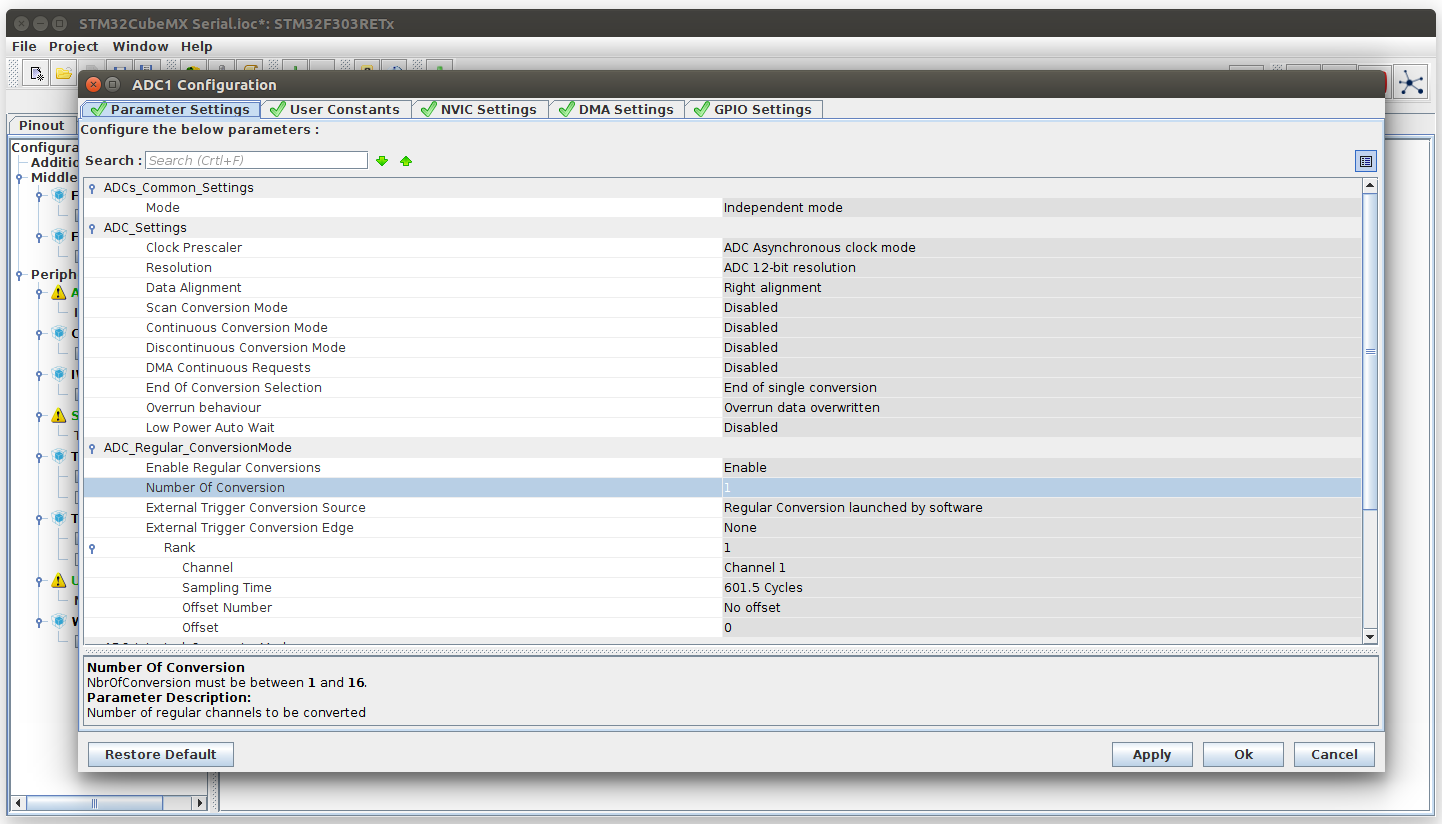 STM32CubeMX Serial.ioc*: STM32F303RETx
File Project Window Help
ADC1 Configuration
Parameter Settings User Constants NVIC Settings DMA Settings GPIO Settings
Pinout
Configure the below parameters :
Search : Search (Crtl+F)
ADCs_Common_Settings
Mode Independent mode
ADC_Settings
Clock Prescaler ADC Asynchronous clock mode
Resolution ADC 12-bit resolution
Data Alignment Right alignment
Scan Conversion Mode Disabled
Continuous Conversion Mode Disabled
Discontinuous Conversion Mode Disabled
DMA Continuous Requests Disabled
End Of Conversion Selection End of single conversion
Overrun behaviour Overrun data overwritten
Low Power Auto Wait Disabled
ADC_Regular_ConversionMode
Enable Regular Conversions Enable
Number Of Conversion 1
External Trigger Conversion Source Regular Conversion launched by software
External Trigger Conversion Edge None
Rank 1
Channel Channel 1
Sampling Time 601.5 Cycles
Offset Number No offset
Offset 0
Number Of Conversion
NbrOfConversion must be between 1 and 16.
Parameter Description:
Number of regular channels to be converted
Restore Default Apply Ok Cancel